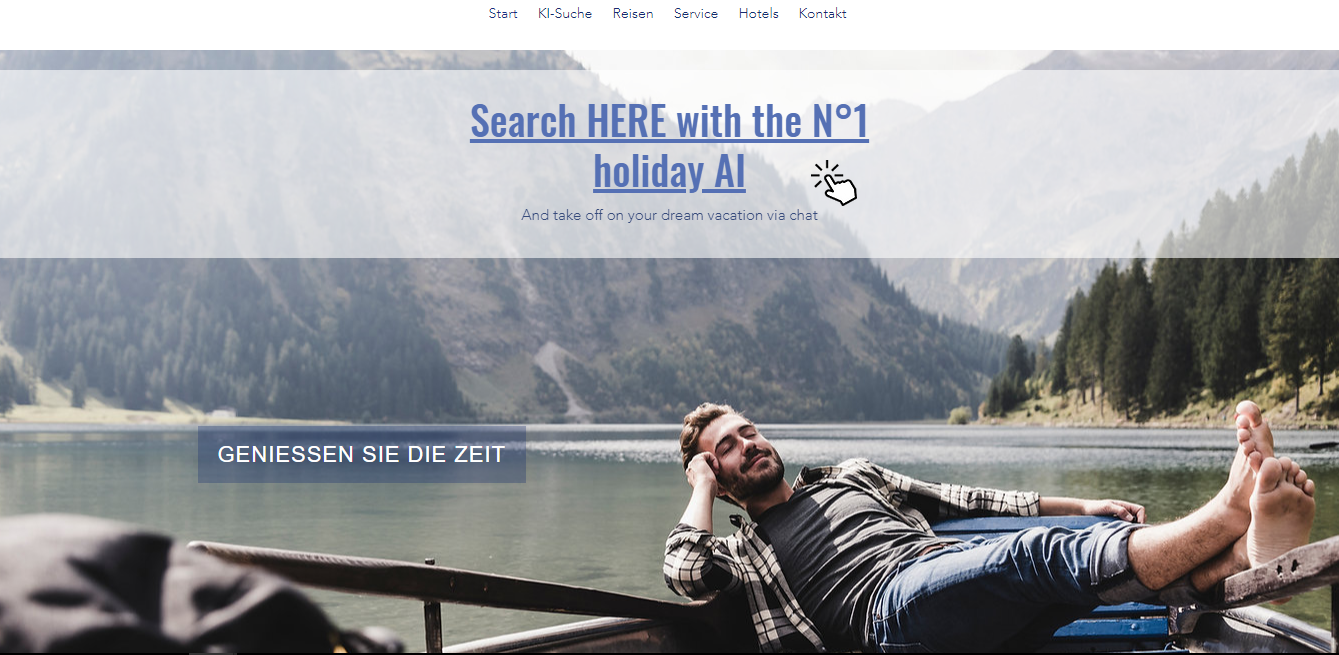 Start KI-Suche Reisen Service Hotels Kontakt
Search HERE with the N°1
holiday AI
And take off on your dream vacation via chat
GENIESSEN SIE DIE ZEIT